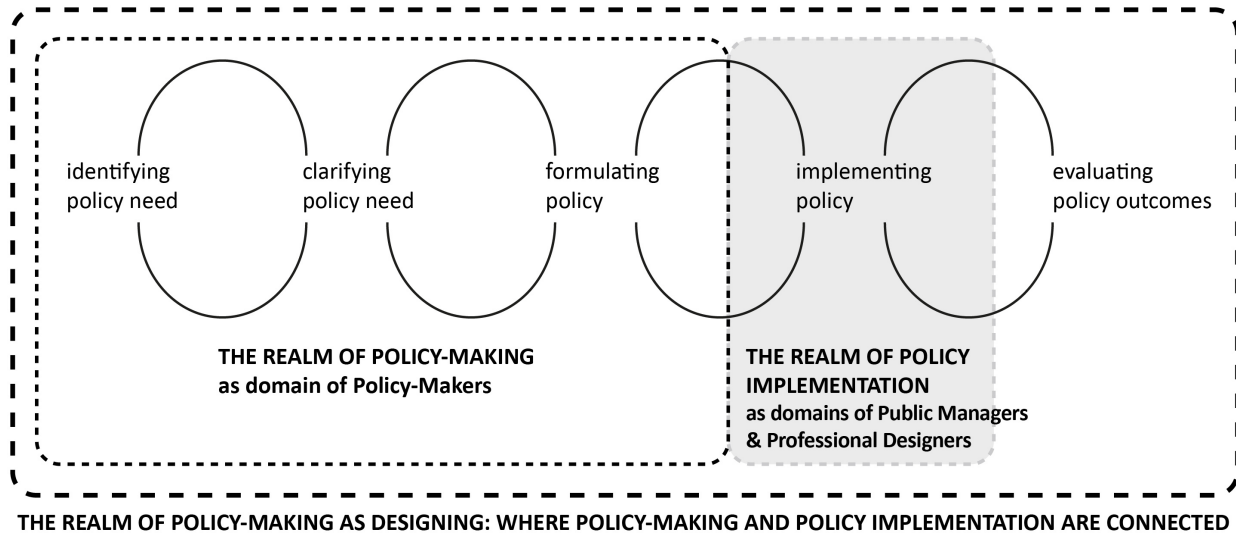 identifying
policy need
clarifying
policy need
formulating
policy
implementing
policy
evaluating
policy outcomes
THE REALM OF POLICY-MAKING
as domain of Policy-Makers
THE REALM OF POLICY
IMPLEMENTATION
as domains of Public Managers
& Professional Designers
THE REALM OF POLICY-MAKING AS DESIGNING: WHERE POLICY-MAKING AND POLICY IMPLEMENTATION ARE CONNECTED